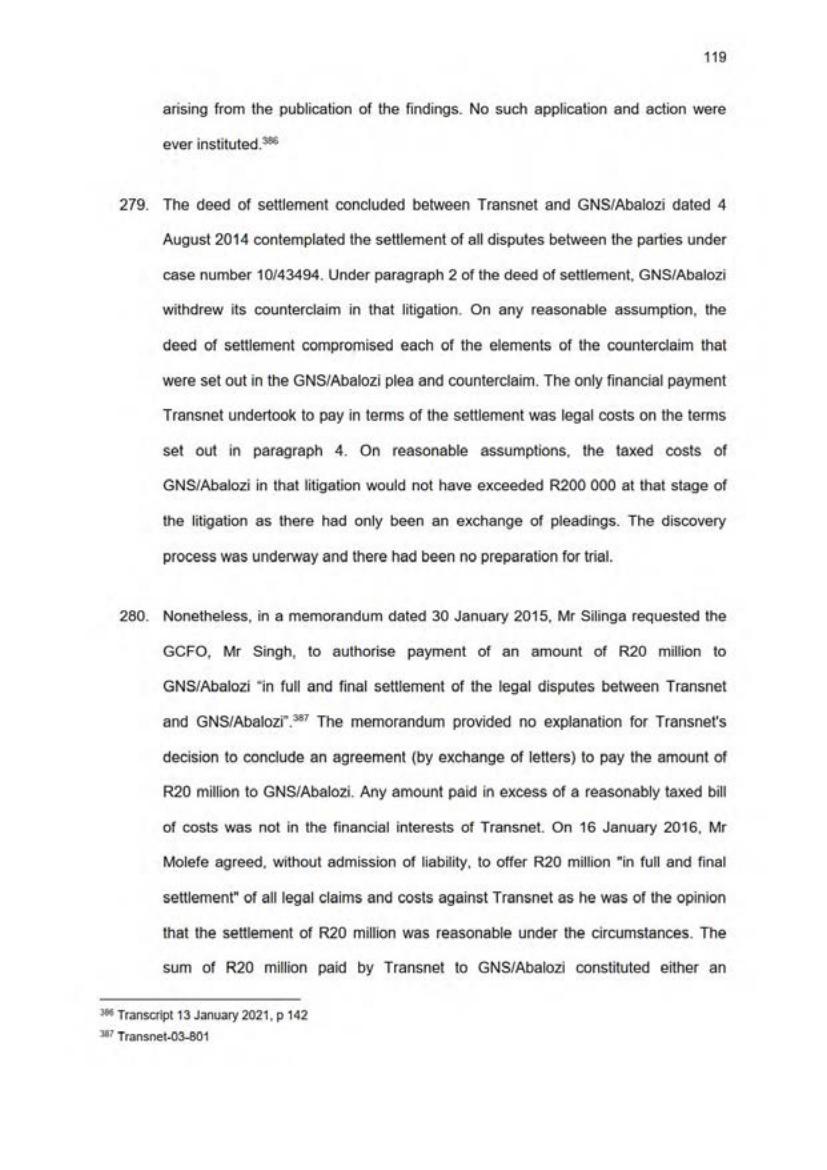 119
arising from the publication of the findings. No such application and action were
ever instituted.386
279. The deed of settlement concluded between Transnet and GNS/Abalozi dated 4
August 2014 contemplated the settlement of all disputes between the parties under
case number 10/43494. Under paragraph 2 of the deed of settlement, GNS/Abalozi
withdrew its counterclaim in that litigation. On any reasonable assumption, the
deed of settlement compromised each of the elements of the counterclaim that
were set out in the GNS/Abalozi plea and counterclaim. The only financial payment
Transnet undertook to pay in terms of the settlement was legal costs on the terms
set out in paragraph 4. On reasonable assumptions, the taxed costs of
GNS/Abalozi in that litigation would not have exceeded R200 000 at that stage of
the litigation as there had only been an exchange of pleadings. The discovery
process was underway and there had been no preparation for trial.
280. Nonetheless, in a memorandum dated 30 January 2015, Mr Silinga requested the
GCFO, Mr Singh, to authorise payment of an amount of R20 million to
GNS/Abalozi "in full and final settlement of the legal disputes between Transnet
and GNS/Abalozi".387 The memorandum provided no explanation for Transnet's
decision to conclude an agreement (by exchange of letters) to pay the amount of
R20 million to GNS/Abalozi. Any amount paid in excess of a reasonably taxed bill
of costs was not in the financial interests of Transnet. On 16 January 2016, Mr
Molefe agreed, without admission of liability, to offer R20 million "in full and final
settlement" of all legal claims and costs against Transnet as he was of the opinion
that the settlement of R20 million was reasonable under the circumstances. The
sum of R20 million paid by Transnet to GNS/Abalozi constituted either an
386 Transcript 13 January 2021, p 142
387 Transnet-03-801